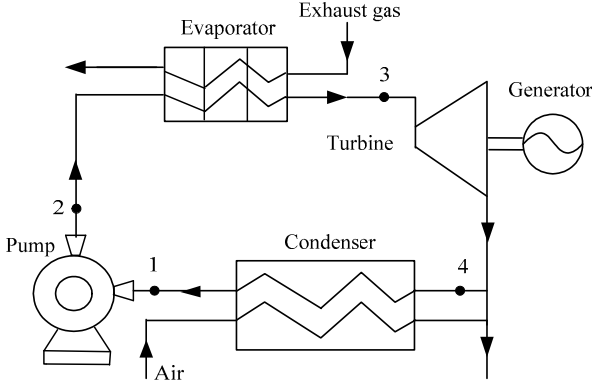 Exhaust gas
Evaporator
3
Generator
Turbine
2
Pump
Condenser
1
4
Air